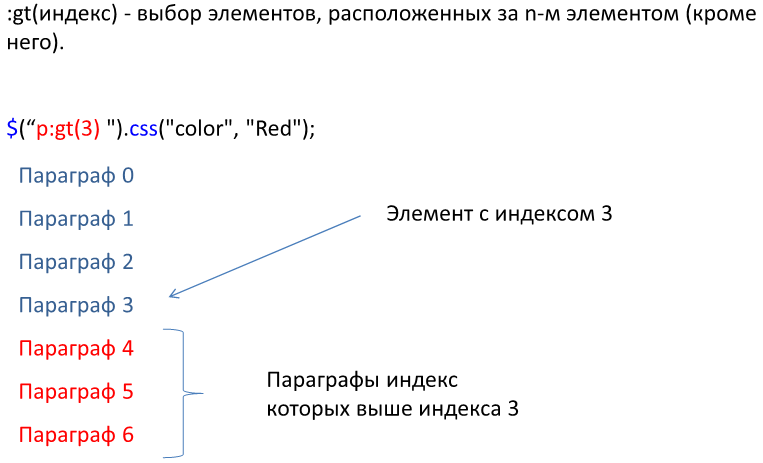 :gt(индекс) - выбор элементов, расположенных за n-м элементом (кроме
него).
$(“p:gt(3) ").css("color", "Red");
Параграф 0
Параграф 1
Элемент с индексом 3
Параграф 2
Параграф 3
Параграф 4
Параграф 5
Параграф 6
Параграфы индекс
которых выше индекса 3